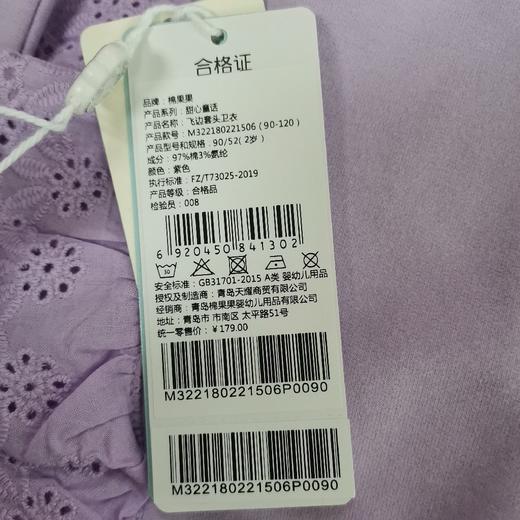 合格证
品牌：棉果果
产品系列：甜心童话
产品名称：飞边套头卫衣
产品款号：M322180221506（90-120）
产品型号和规格：90/52(2岁)
成分：97%棉3%氨纶
颜色：紫色
执行标准：FZ/T73025-2019
产品等级：合格品
检验员：008
6 920450 841302
30
安全标准：GB31701-2015 A类 婴幼儿用品
授权及制造商：青岛天耀商贸有限公司
经销商：青岛棉果果婴幼儿用品有限公司
地址：青岛市 市南区 太平路51号
统一零售价：¥179.00
M322180221506P0090
M322180221506P0090